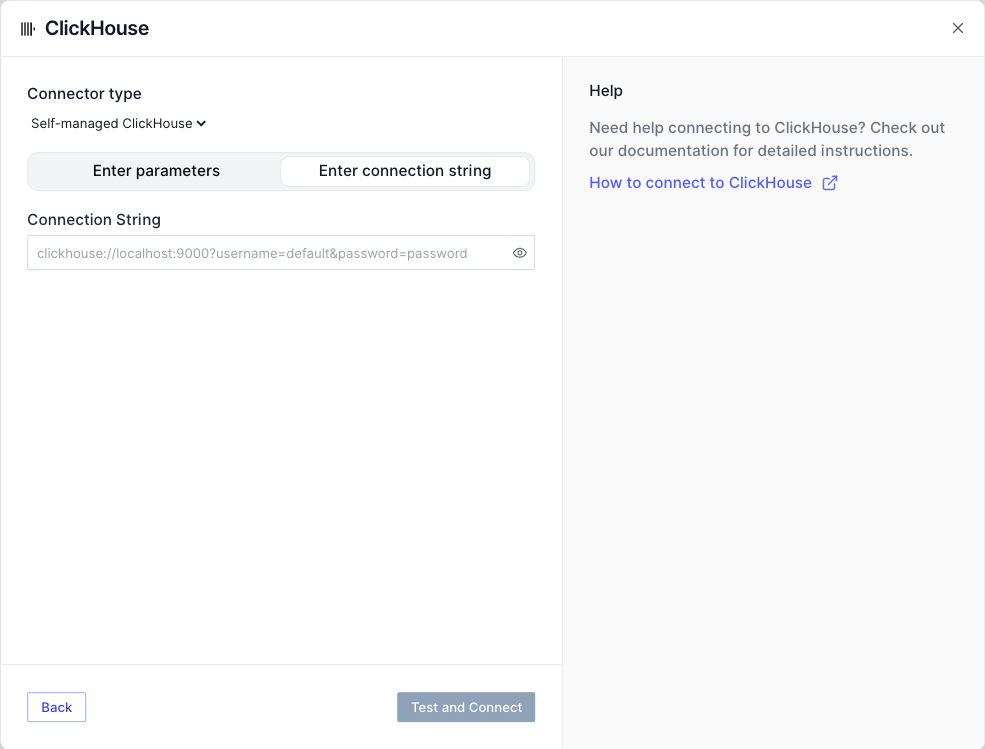 ClickHouse
Connector type
Self-managed ClickHouse
Enter parameters
Enter connection string
Connection String
clickhouse://localhost:9000?username=default&password=password
Back
Test and Connect
Help
Need help connecting to ClickHouse? Check out
our documentation for detailed instructions.
How to connect to ClickHouse